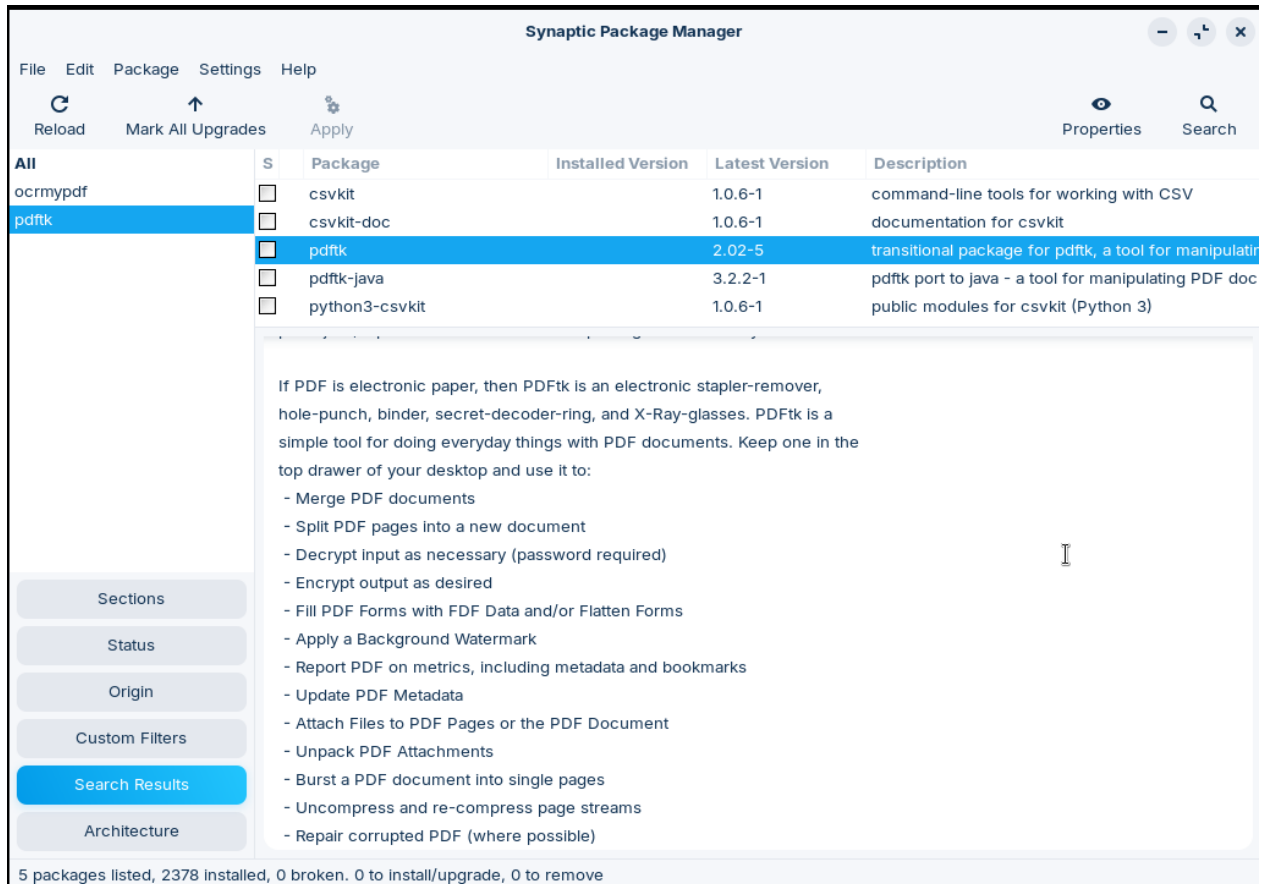 Synaptic Package Manager
File Edit Package Settings Help
Reload Mark All Upgrades Apply Properties Search
All
ocrmypdf
pdftk
S Package Installed Version Latest Version Description
csvkit 1.0.6-1 command-line tools for working with CSV
csvkit-doc 1.0.6-1 documentation for csvkit
pdftk 2.02-5 transitional package for pdftk, a tool for manipulatin
pdftk-java 3.2.2-1 pdftk port to java - a tool for manipulating PDF doc
python3-csvkit 1.0.6-1 public modules for csvkit (Python 3)
If PDF is electronic paper, then PDFtk is an electronic stapler-remover,
hole-punch, binder, secret-decoder-ring, and X-Ray-glasses. PDFtk is a
simple tool for doing everyday things with PDF documents. Keep one in the
top drawer of your desktop and use it to:
- Merge PDF documents
- Split PDF pages into a new document
- Decrypt input as necessary (password required)
- Encrypt output as desired
- Fill PDF Forms with FDF Data and/or Flatten Forms
- Apply a Background Watermark
- Report PDF on metrics, including metadata and bookmarks
- Update PDF Metadata
- Attach Files to PDF Pages or the PDF Document
- Unpack PDF Attachments
- Burst a PDF document into single pages
- Uncompress and re-compress page streams
- Repair corrupted PDF (where possible)
Sections
Status
Origin
Custom Filters
Search Results
Architecture
5 packages listed, 2378 installed, 0 broken. 0 to install/upgrade, 0 to remove